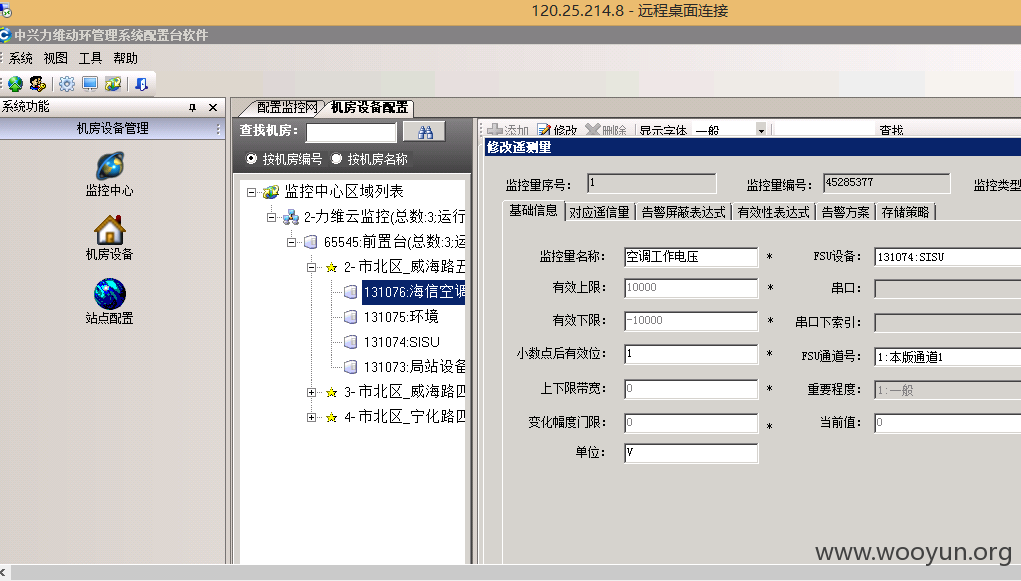 120.25.214.8 - 远程桌面连接
中兴力维动环管理系统配置台软件
系统 视图 工具 帮助
系统功能
机房设备管理
监控中心
机房设备
站点配置
配置监控网 机房设备配置
查找机房:
按机房编号 按机房名称
监控中心区域列表
2-力维云监控(总数:3;运行
65545:前置台(总数:3;运
2-市北区_威海路五
131076:海信空调
131075:环境
131074:SISU
131073:局站设备
3-市北区_威海路四
4-市北区_宁化路四
添加 修改 删除 显示字体 一般 查找
修改遥测量
监控量序号: 1 监控量编号: 45285377 监控类型
基础信息 对应遥信量 告警屏蔽表达式 有效性表达式 告警方案 存储策略
监控量名称: 空调工作电压 * FSU设备: 131074:SISU
有效上限: 10000 * 串口:
有效下限: -10000 * 串口下索引:
小数点后有效位: 1 * FSU通道号: 1:本版通道1
上下限带宽: 0 * 重要程度: 1:一般
变化幅度门限: 0 * 当前值: 0
单位: V
www.wooyun.org